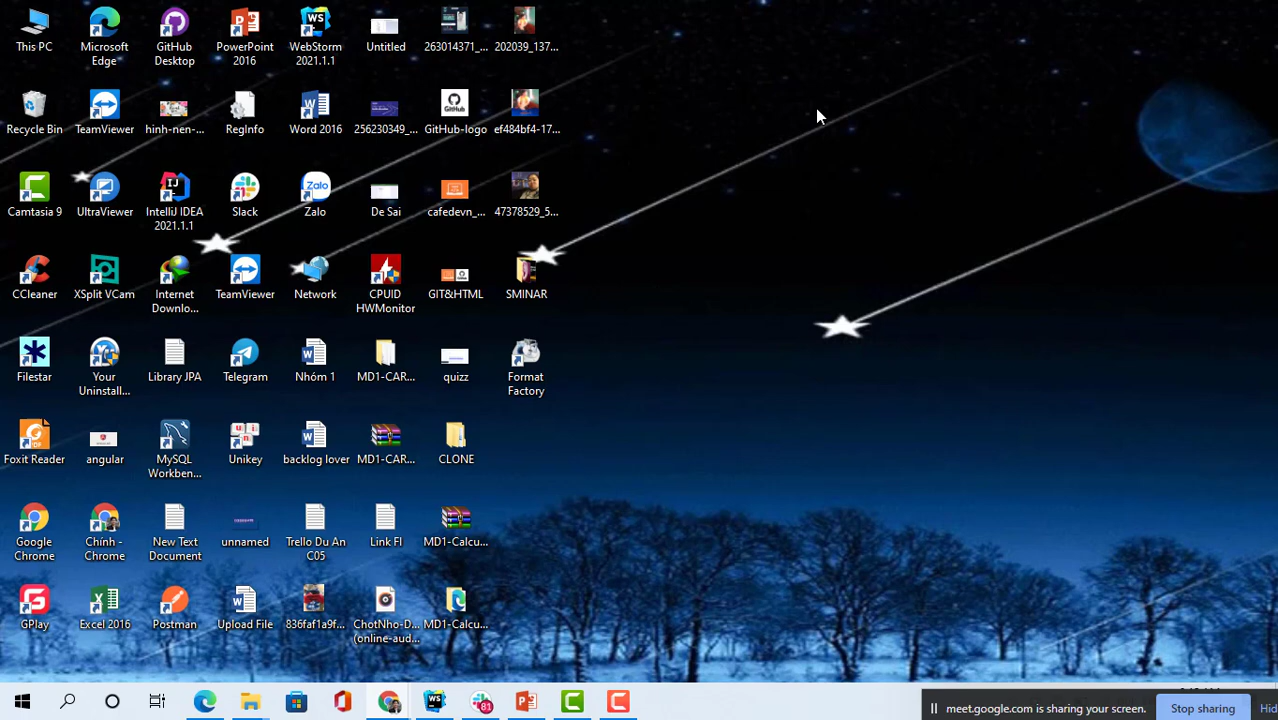 This PC
Microsoft Edge
GitHub Desktop
PowerPoint 2016
WebStorm 2021.1.1
Untitled
263014371_...
202039_137...
Recycle Bin
TeamViewer
hinh-nen-...
RegInfo
Word 2016
256230349_...
GitHub-logo
ef484bf4-17...
Camtasia 9
UltraViewer
IntelliJ IDEA 2021.1.1
Slack
Zalo
De Sai
cafedevn_...
47378529_5...
CCleaner
XSplit VCam
Internet Downlo...
TeamViewer
Network
CPUID HWMonitor
GIT&HTML
SMINAR
Filestar
Your Uninstall...
Library JPA
Telegram
Nhóm 1
MD1-CAR...
quizz
Format Factory
Foxit Reader
angular
MySQL Workben...
Unikey
backlog lover
MD1-CAR...
CLONE
Google Chrome
Chính - Chrome
New Text Document
unnamed
Trello Du An C05
Link FI
MD1-Calcu...
GPlay
Excel 2016
Postman
Upload File
836faf1a9f...
ChotNho-D... (online-aud...
MD1-Calcu...
meet.google.com is sharing your screen.
Stop sharing
Hid